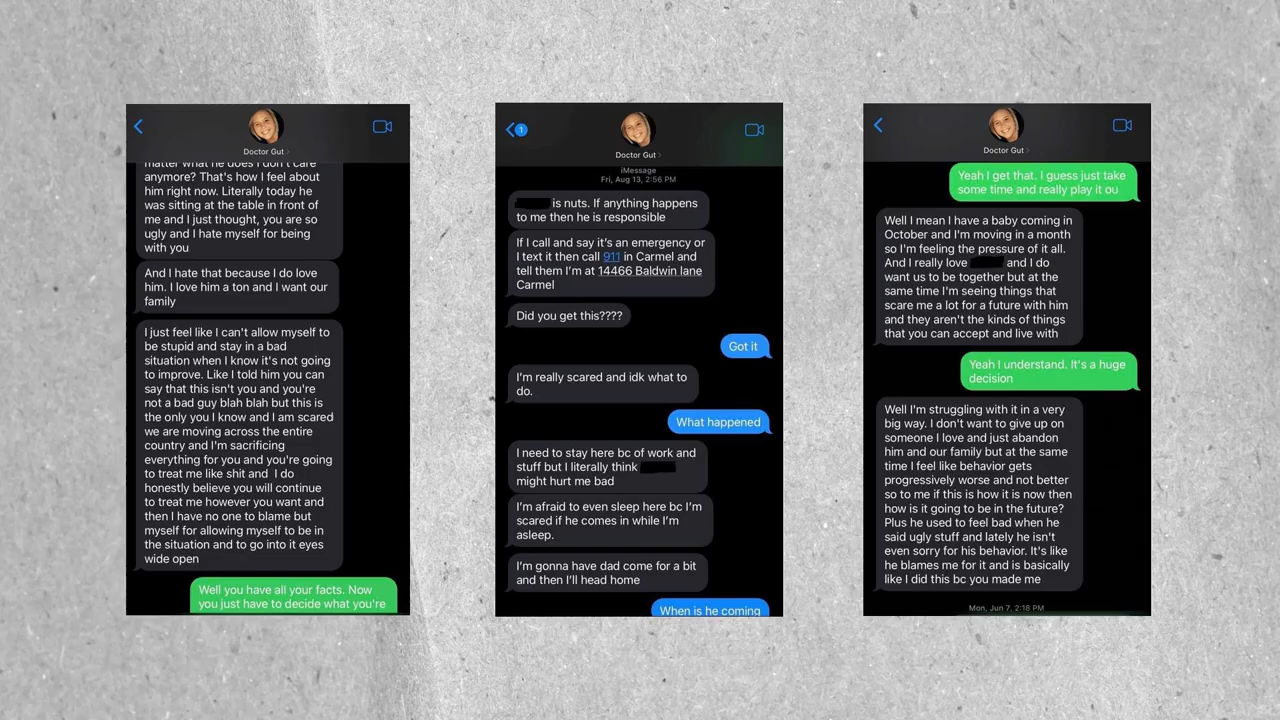 Doctor Gut
matter what he does I don't care
anymore? That's how I feel about
him right now. Literally today he
was sitting at the table in front of
me and I just thought, you are so
ugly and I hate myself for being
with you
And I hate that because I do love
him. I love him a ton and I want our
family
I just feel like I can't allow myself to
be stupid and stay in a bad
situation when I know it's not going
to improve. Like I told him you can
say that this isn't you and you're
not a bad guy blah blah but this is
the only you I know and I am scared
we are moving across the entire
country and I'm sacrificing
everything for you and you're going
to treat me like shit and I do
honestly believe you will continue
to treat me however you want and
then I have no one to blame but
myself for allowing myself to be in
the situation and to go into it eyes
wide open
Well you have all your facts. Now
you just have to decide what you're
1
Doctor Gut
iMessage
Fri, Aug 13, 2:56 PM
is nuts. If anything happens
to me then he is responsible
If I call and say it's an emergency or
I text it then call 911 in Carmel and
tell them I'm at 14466 Baldwin lane
Carmel
Did you get this????
Got it
I'm really scared and idk what to
do.
What happened
I need to stay here bc of work and
stuff but I literally think
might hurt me bad
I'm afraid to even sleep here bc I'm
scared if he comes in while I'm
asleep.
I'm gonna have dad come for a bit
and then I'll head home
When is he coming
Doctor Gut
Yeah I get that. I guess just take
some time and really play it ou
Well I mean I have a baby coming in
October and I'm moving in a month
so I'm feeling the pressure of it all.
And I really love and I do
want us to be together but at the
same time I'm seeing things that
scare me a lot for a future with him
and they aren't the kinds of things
that you can accept and live with
Yeah I understand. It's a huge
decision
Well I'm struggling with it in a very
big way. I don't want to give up on
someone I love and just abandon
him and our family but at the same
time I feel like behavior gets
progressively worse and not better
so to me if this is how it is now then
how is it going to be in the future?
Plus he used to feel bad when he
said ugly stuff and lately he isn't
even sorry for his behavior. It's like
he blames me for it and is basically
like I did this bc you made me
Mon, Jun 7, 2:18 PM